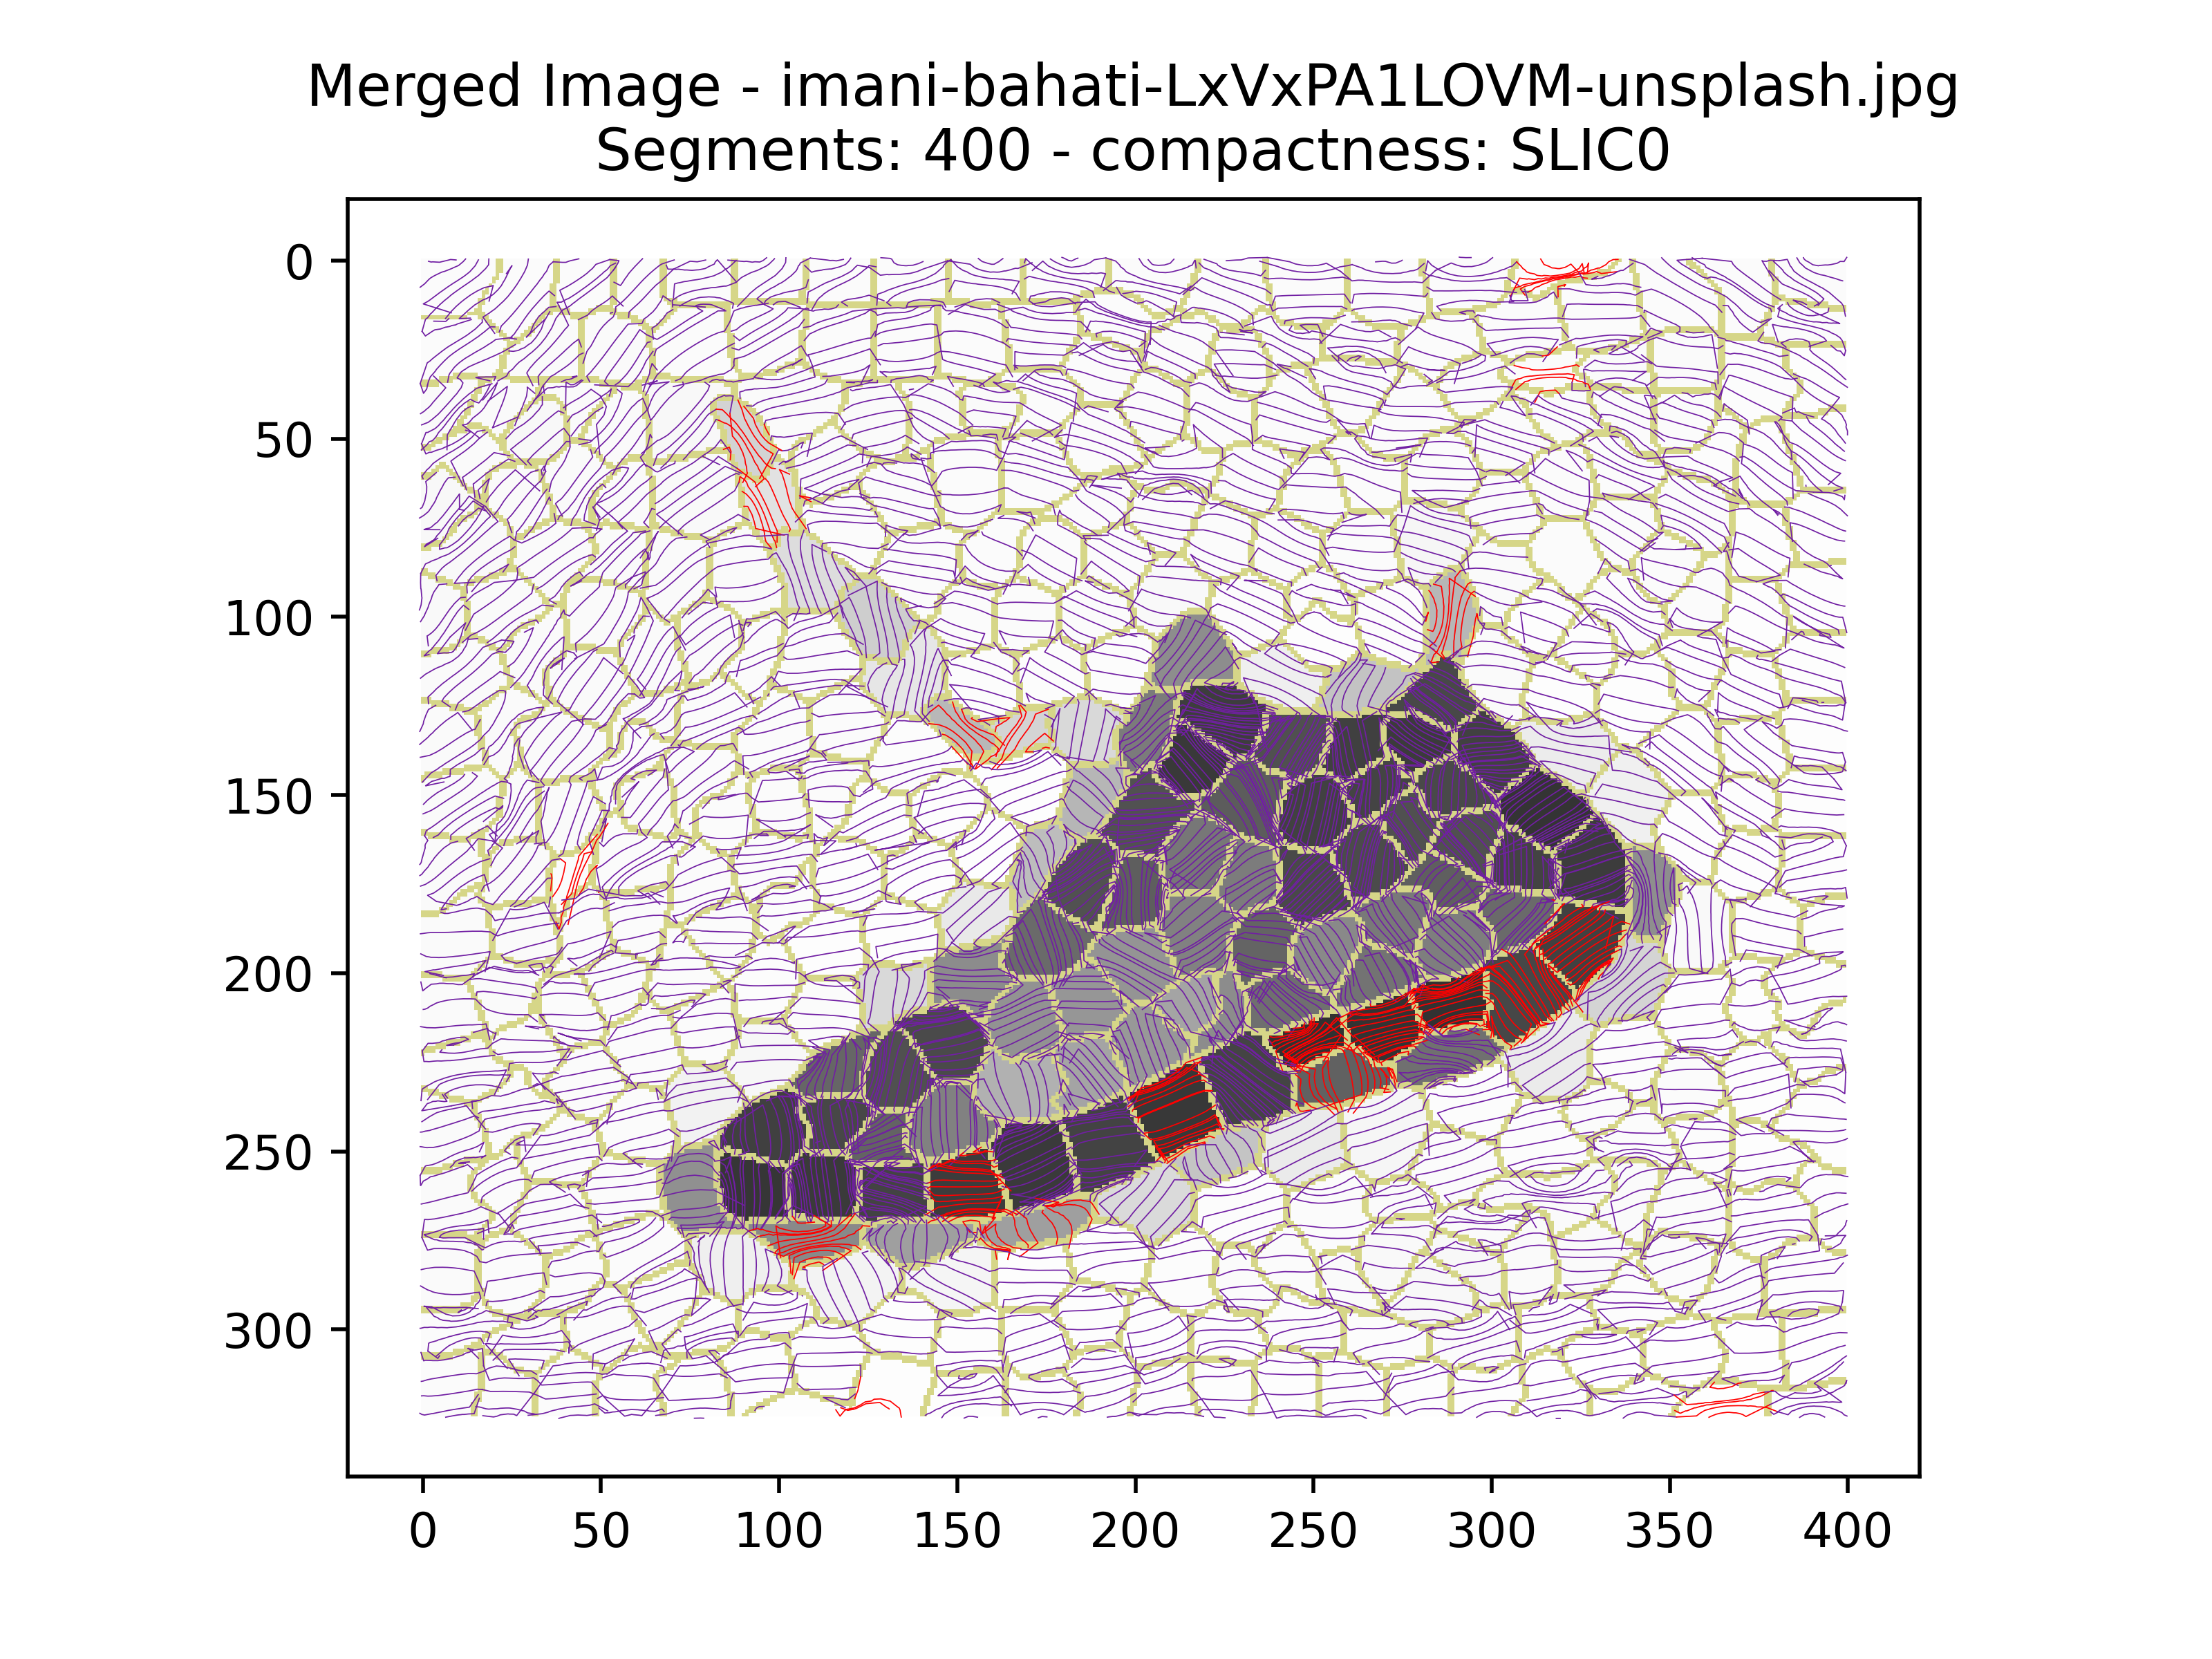 Merged Image - imani-bahati-LxVxPA1LOVM-unsplash.jpg
Segments: 400 - compactness: SLIC0
0
50
100
150
200
250
300
0 50 100 150 200 250 300 350 400